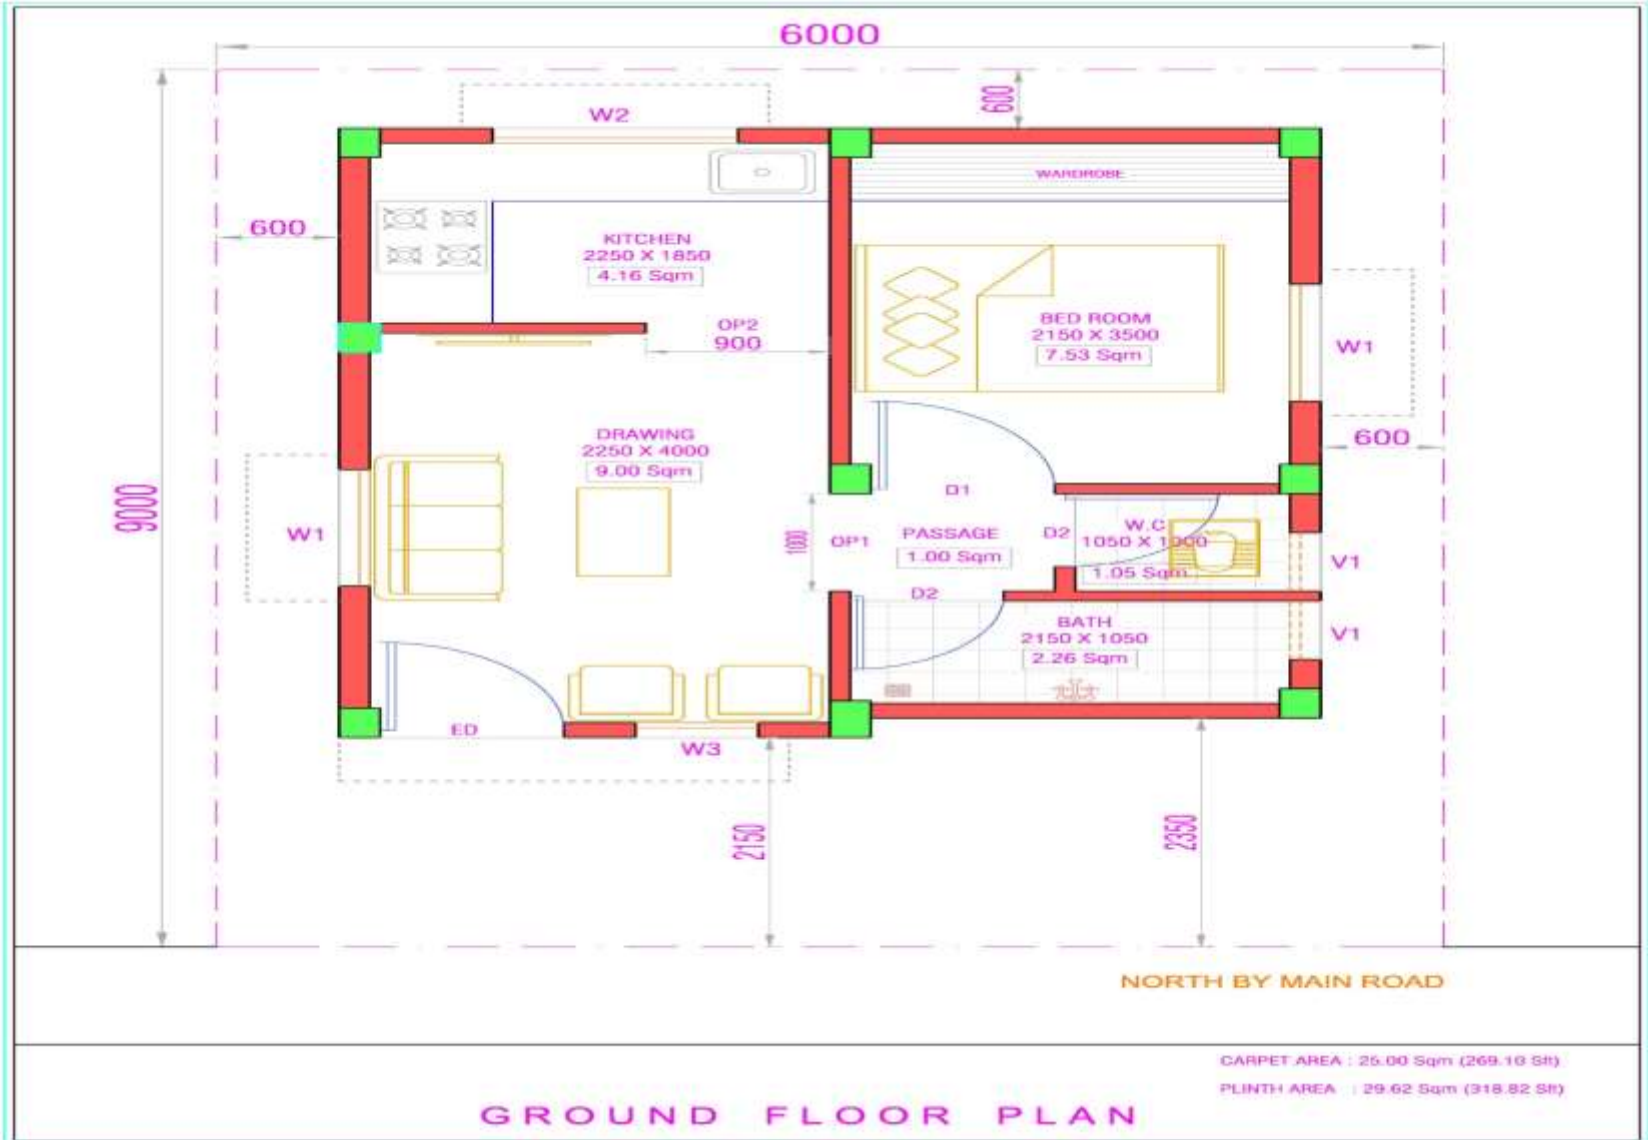 6000
600
W2
WARDROBE
600
KITCHEN
2250 X 1850
4.16 Sqm
BED ROOM
2150 X 3500
7.53 Sqm
OP2
900
W1
600
DRAWING
2250 X 4000
9.00 Sqm
9000
W1
D1
1000
OP1
PASSAGE
1.00 Sqm
D2
W.C
1050 X 1000
1.05 Sqm
V1
D2
BATH
2150 X 1050
2.26 Sqm
V1
ED
W3
2150
2350
NORTH BY MAIN ROAD
CARPET AREA : 25.00 Sqm (269.10 Sft)
PLINTH AREA : 29.62 Sqm (318.82 Sft)
GROUND FLOOR PLAN